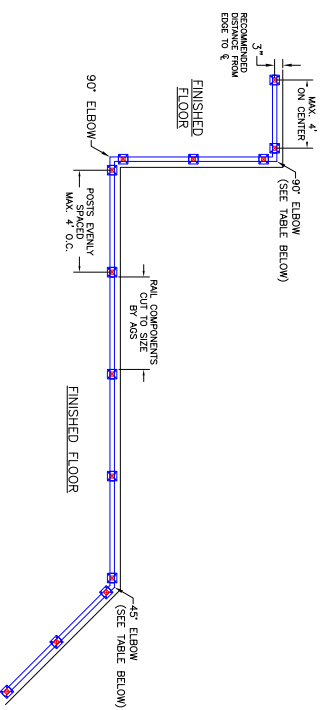 RECOMMENDED
DISTANCE FROM
EDGE TO ℄
3"
MAX. 4'
ON CENTER
FINISHED
FLOOR
90° ELBOW
(SEE TABLE BELOW)
90° ELBOW
POSTS EVENLY
SPACED
MAX. 4' O.C.
RAIL COMPONENTS
CUT TO SIZE
BY AGS
FINISHED FLOOR
45° ELBOW
(SEE TABLE BELOW)